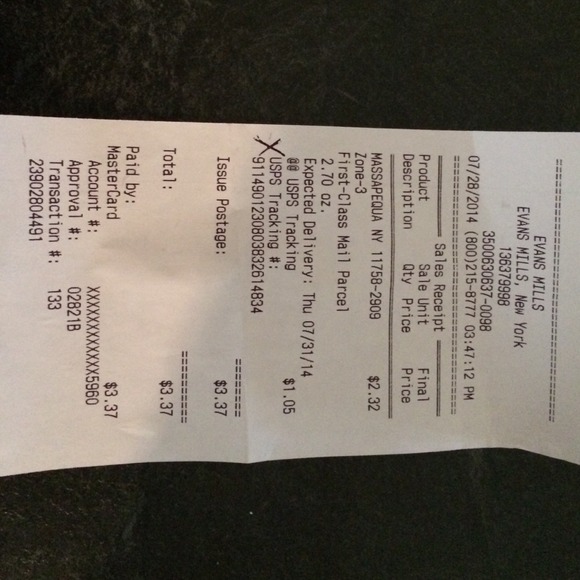 ====================
EVANS MILLS
EVANS MILLS, New York
136379998
3500630637-0098
07/28/2014 (800)215-8777 03:47:12 PM
====================
Sales Receipt
Product Sale Unit Final
Description Qty Price Price
MASSAPEQUA NY 11758-2909 $2.32
Zone-3
First-Class Mail Parcel
2.70 oz.
Expected Delivery: Thu 07/31/14
@@ USPS Tracking $1.05
X USPS Tracking #:
9114901230803832614834
========
Issue Postage: $3.37
========
Total: $3.37
Paid by:
MasterCard $3.37
Account #: XXXXXXXXXXXX5960
Approval #: 02821B
Transaction #: 133
23902804491